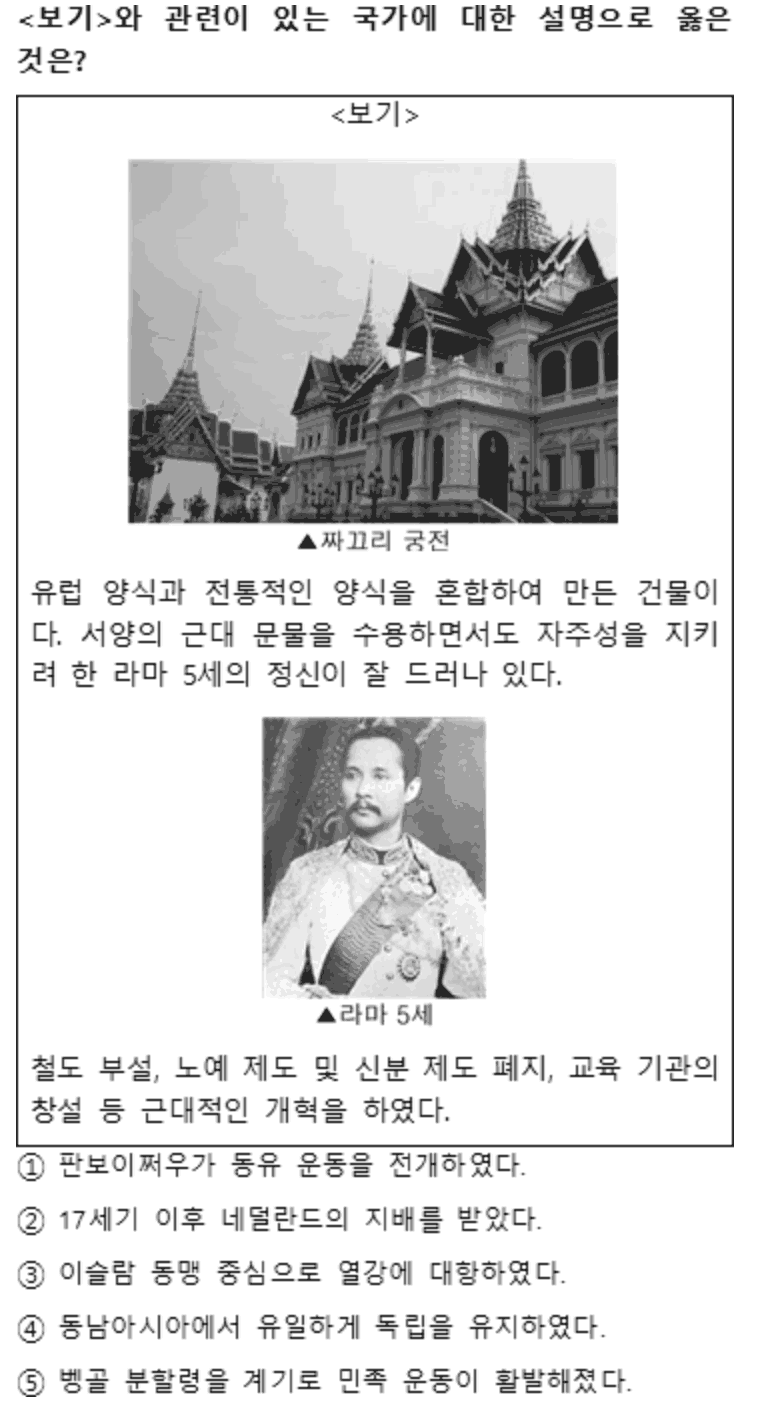 <보기>와 관련이 있는 국가에 대한 설명으로 옳은
것은?
<보기>
▲짜끄리 궁전
유럽 양식과 전통적인 양식을 혼합하여 만든 건물이
다. 서양의 근대 문물을 수용하면서도 자주성을 지키
려 한 라마 5세의 정신이 잘 드러나 있다.
▲라마 5세
철도 부설, 노예 제도 및 신분 제도 폐지, 교육 기관의
창설 등 근대적인 개혁을 하였다.
① 판보이쩌우가 동유 운동을 전개하였다.
② 17세기 이후 네덜란드의 지배를 받았다.
③ 이슬람 동맹 중심으로 열강에 대항하였다.
④ 동남아시아에서 유일하게 독립을 유지하였다.
⑤ 벵골 분할령을 계기로 민족 운동이 활발해졌다.